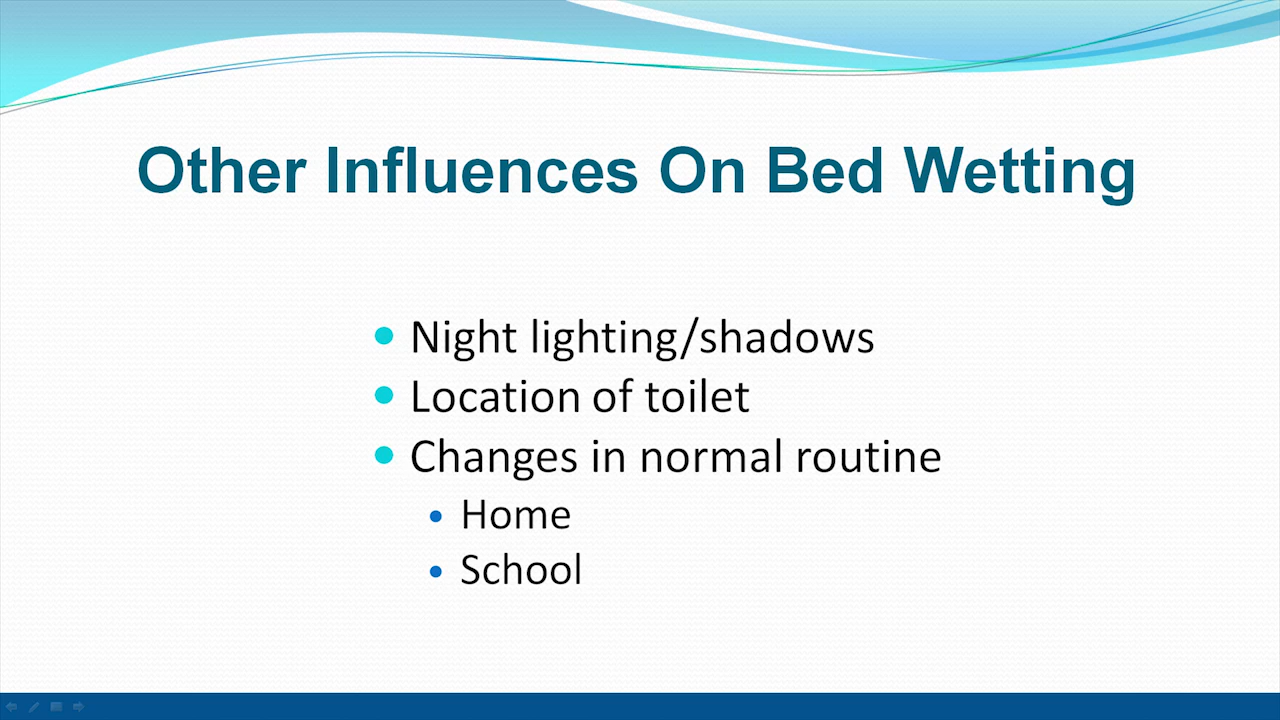 Other Influences On Bed Wetting
Night lighting/shadows
Location of toilet
Changes in normal routine
Home
School